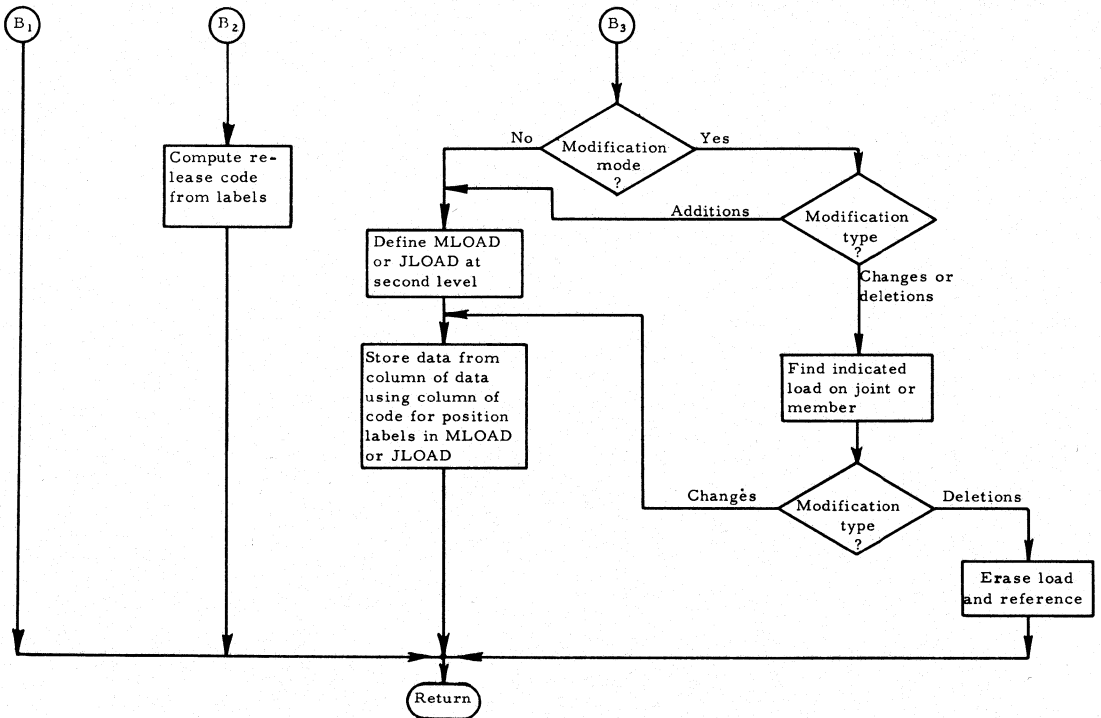 B1
B2
B3
No
Modification
mode
?
Yes
Compute re-
lease code
from labels
Additions
Modification
type
?
Define MLOAD
or JLOAD at
second level
Changes or
deletions
Store data from
column of data
using column of
code for position
labels in MLOAD
or JLOAD
Find indicated
load on joint or
member
Changes
Modification
type
?
Deletions
Erase load
and reference
Return